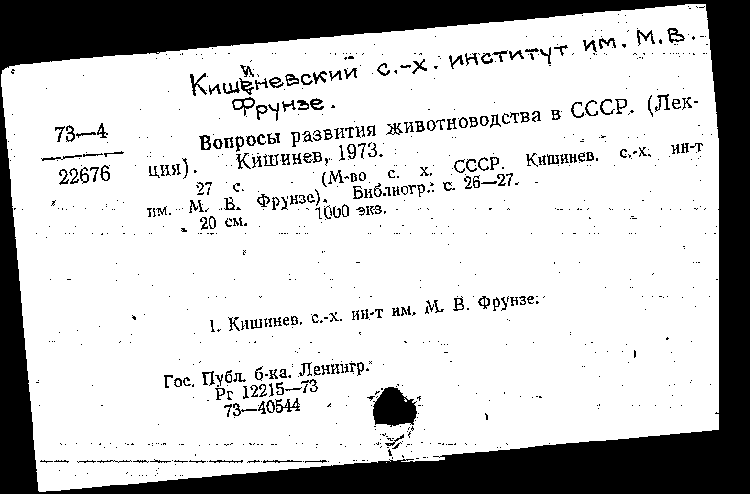 Кишиневский с.-х. институт им. М.В.
Фрунзе.
73—4
22676
Вопросы развития животноводства в СССР. (Лек-
ция). Кишинев, 1973.
27 с. (М-во с. х. СССР. Кишинев. с.-х. ин-т
им. М. В. Фрунзе). Библиогр.: с. 26—27.
20 см. 1000 экз.
1. Кишинев. с.-х. ин-т им. М. В. Фрунзе.
Гос. Публ. б-ка. Ленингр.
Рг 12215—73
73—40544